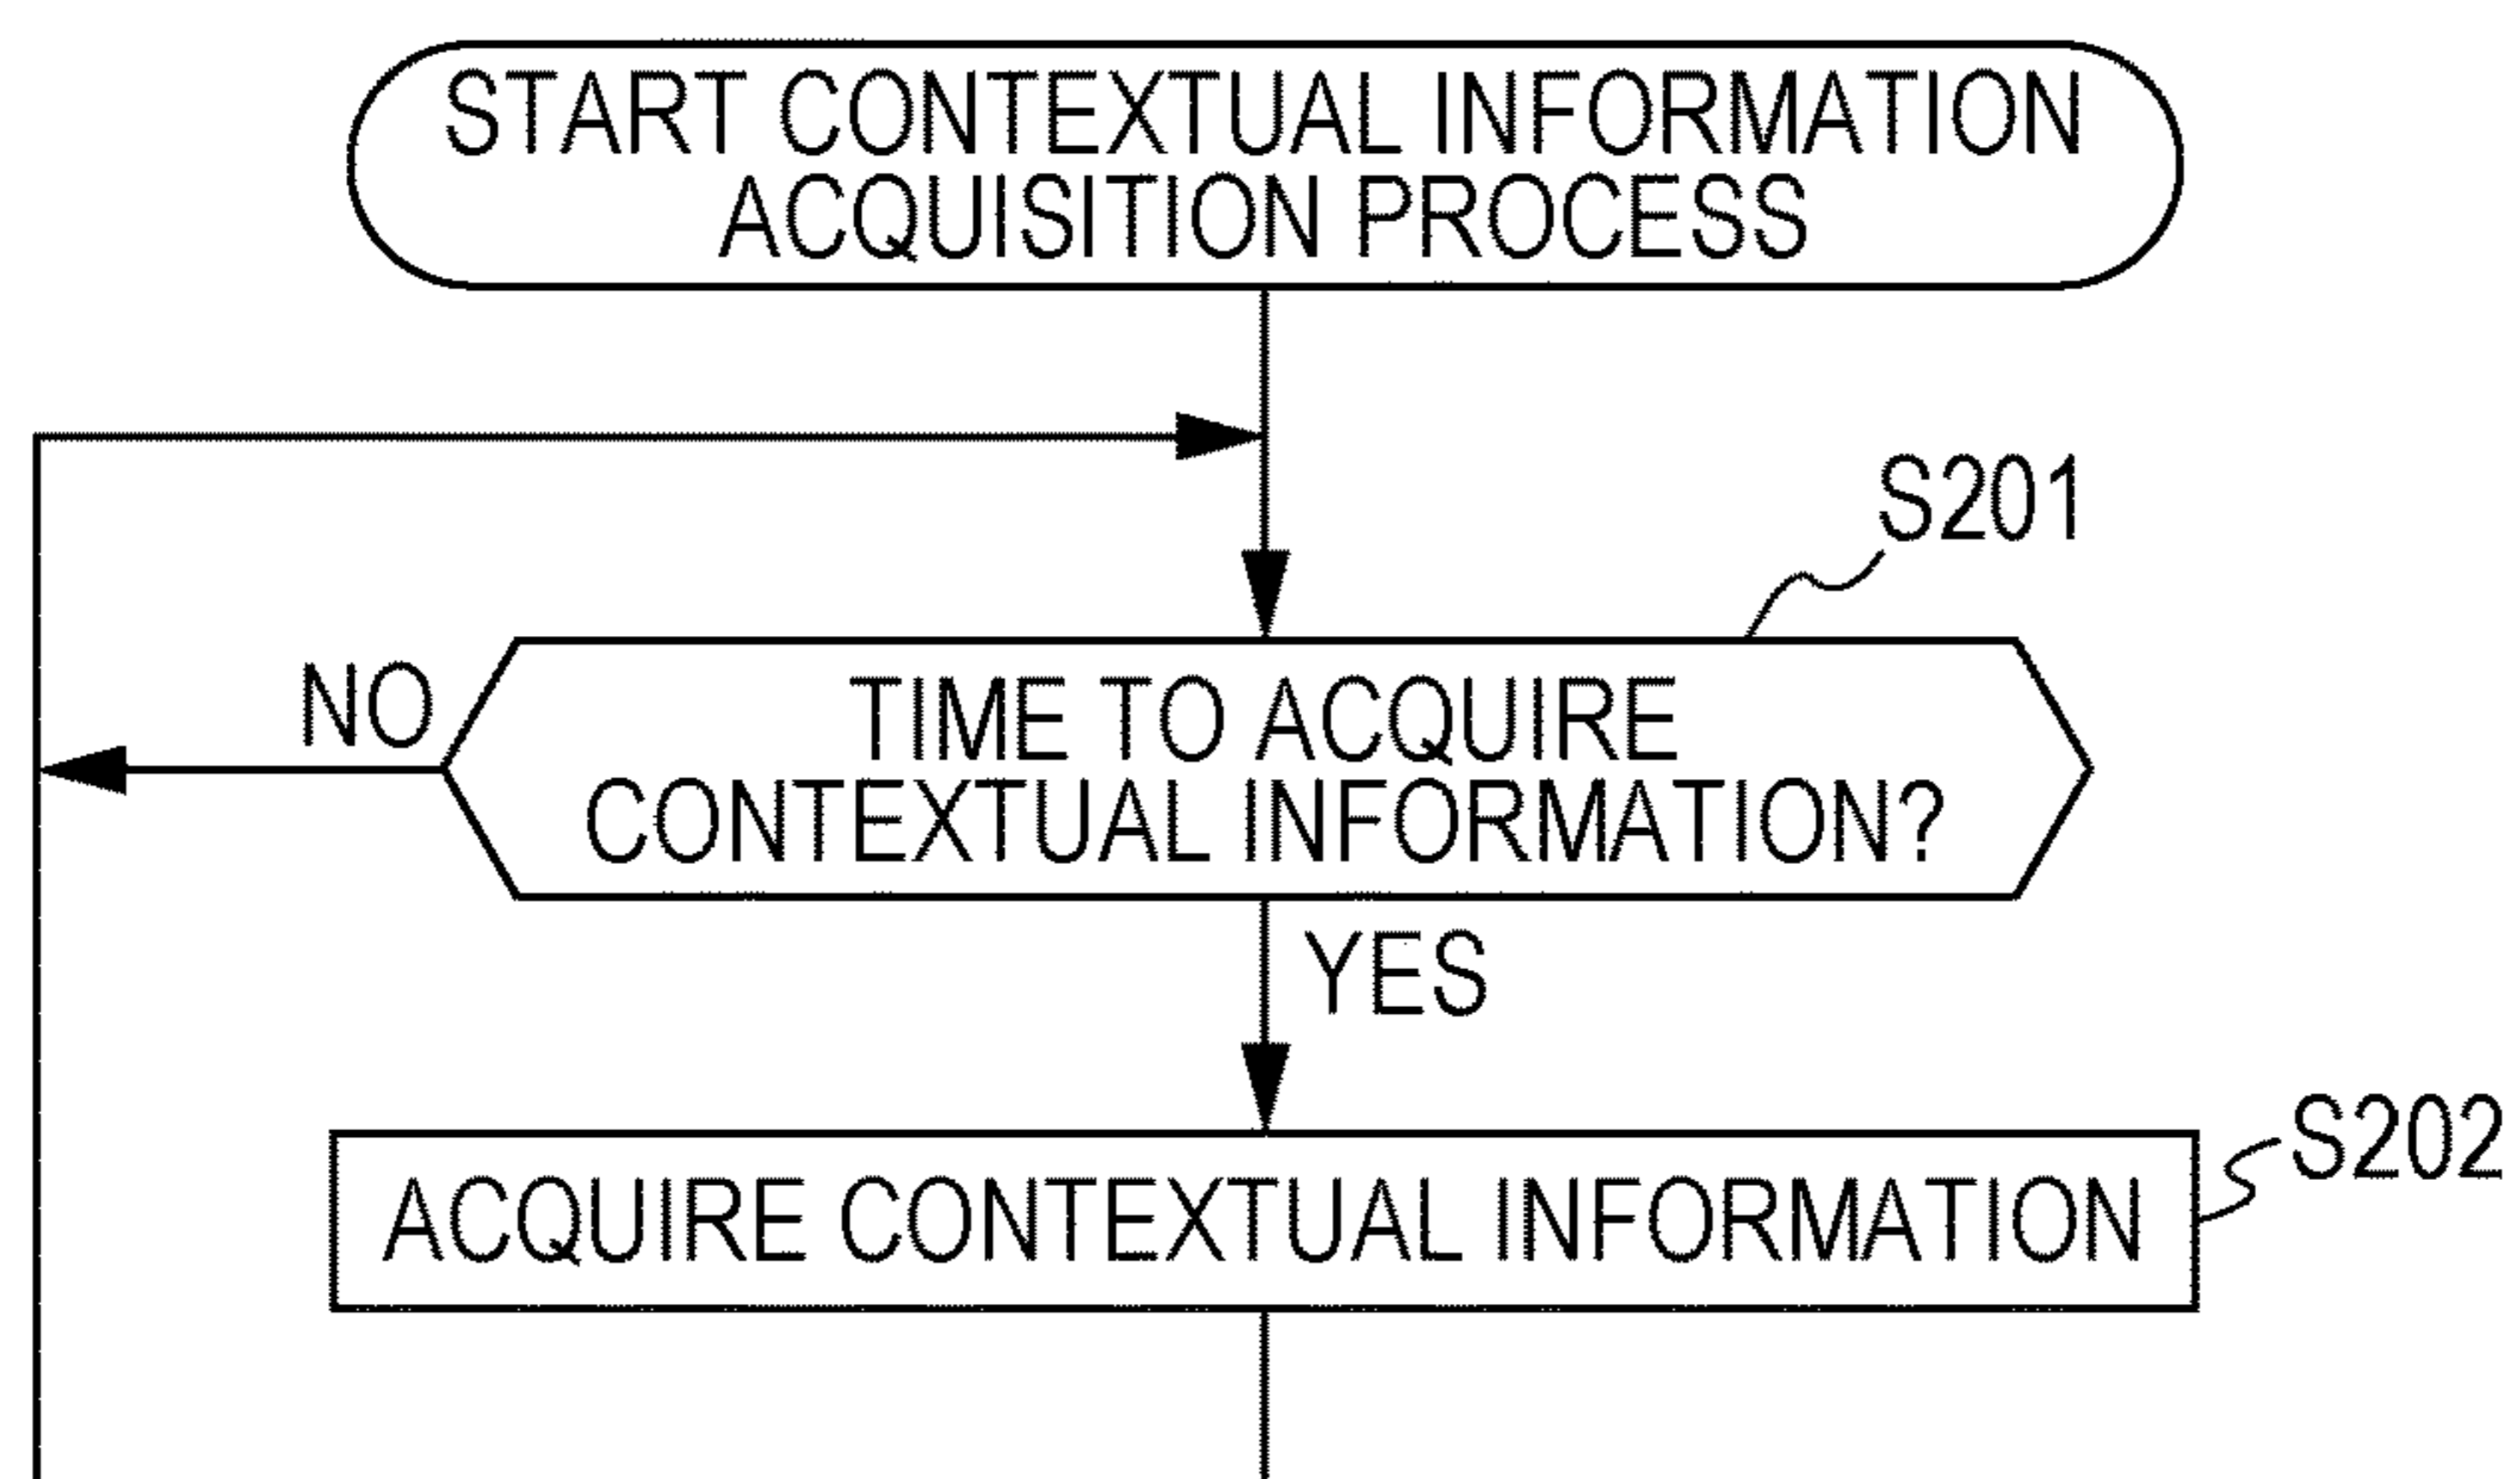 START CONTEXTUAL INFORMATION
ACQUISITION PROCESS
S201
NO
TIME TO ACQUIRE
CONTEXTUAL INFORMATION?
YES
S202
ACQUIRE CONTEXTUAL INFORMATION